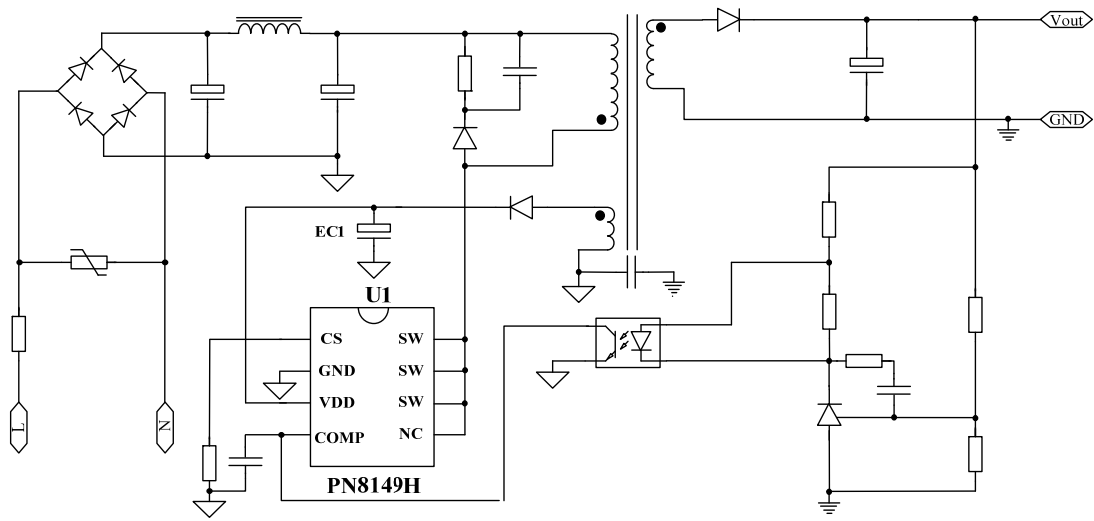 Vout
GND
EC1
U1
CS SW
GND SW
VDD SW
COMP NC
L
N
PN8149H